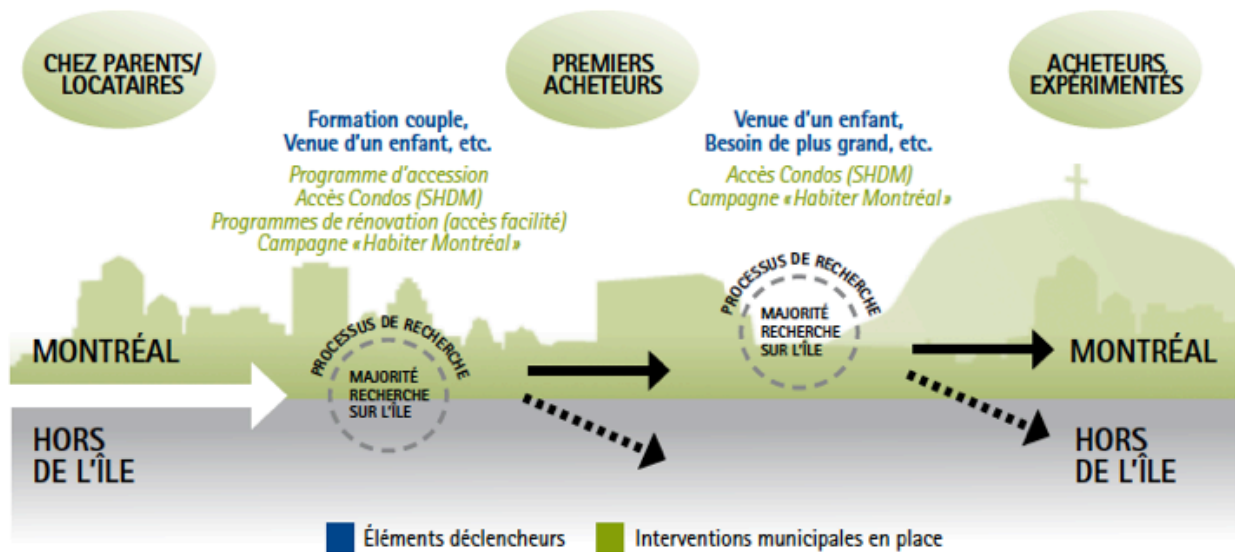 CHEZ PARENTS/
LOCATAIRES
PREMIERS
ACHETEURS
ACHETEURS
EXPÉRIMENTÉS
Formation couple,
Venue d'un enfant, etc.
Programme d'accession
Accès Condos (SHDM)
Programmes de rénovation (accès facilité)
Campagne « Habiter Montréal »
Venue d'un enfant,
Besoin de plus grand, etc.
Accès Condos (SHDM)
Campagne « Habiter Montréal »
PROCESSUS DE RECHERCHE
MAJORITÉ
RECHERCHE
SUR L'ÎLE
PROCESSUS DE RECHERCHE
MAJORITÉ
RECHERCHE
SUR L'ÎLE
MONTRÉAL
MONTRÉAL
HORS
DE L'ÎLE
HORS
DE L'ÎLE
Éléments déclencheurs
Interventions municipales en place